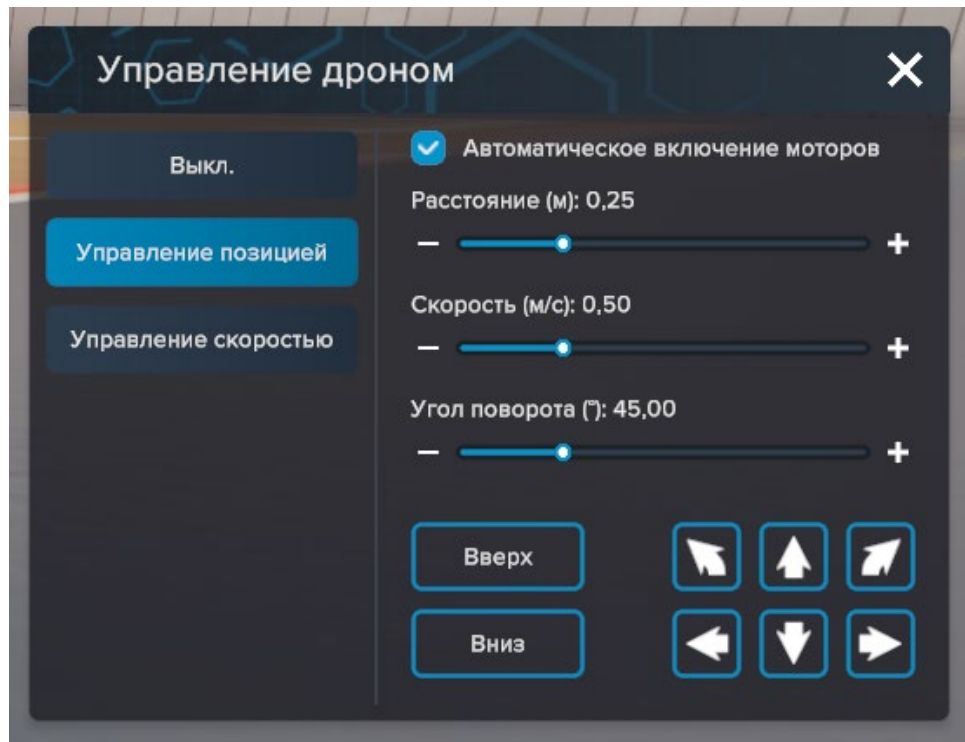 Управление дроном
Выкл.
Управление позицией
Управление скоростью
Автоматическое включение моторов
Расстояние (м): 0,25
Скорость (м/с): 0,50
Угол поворота (°): 45,00
Вверх
Вниз